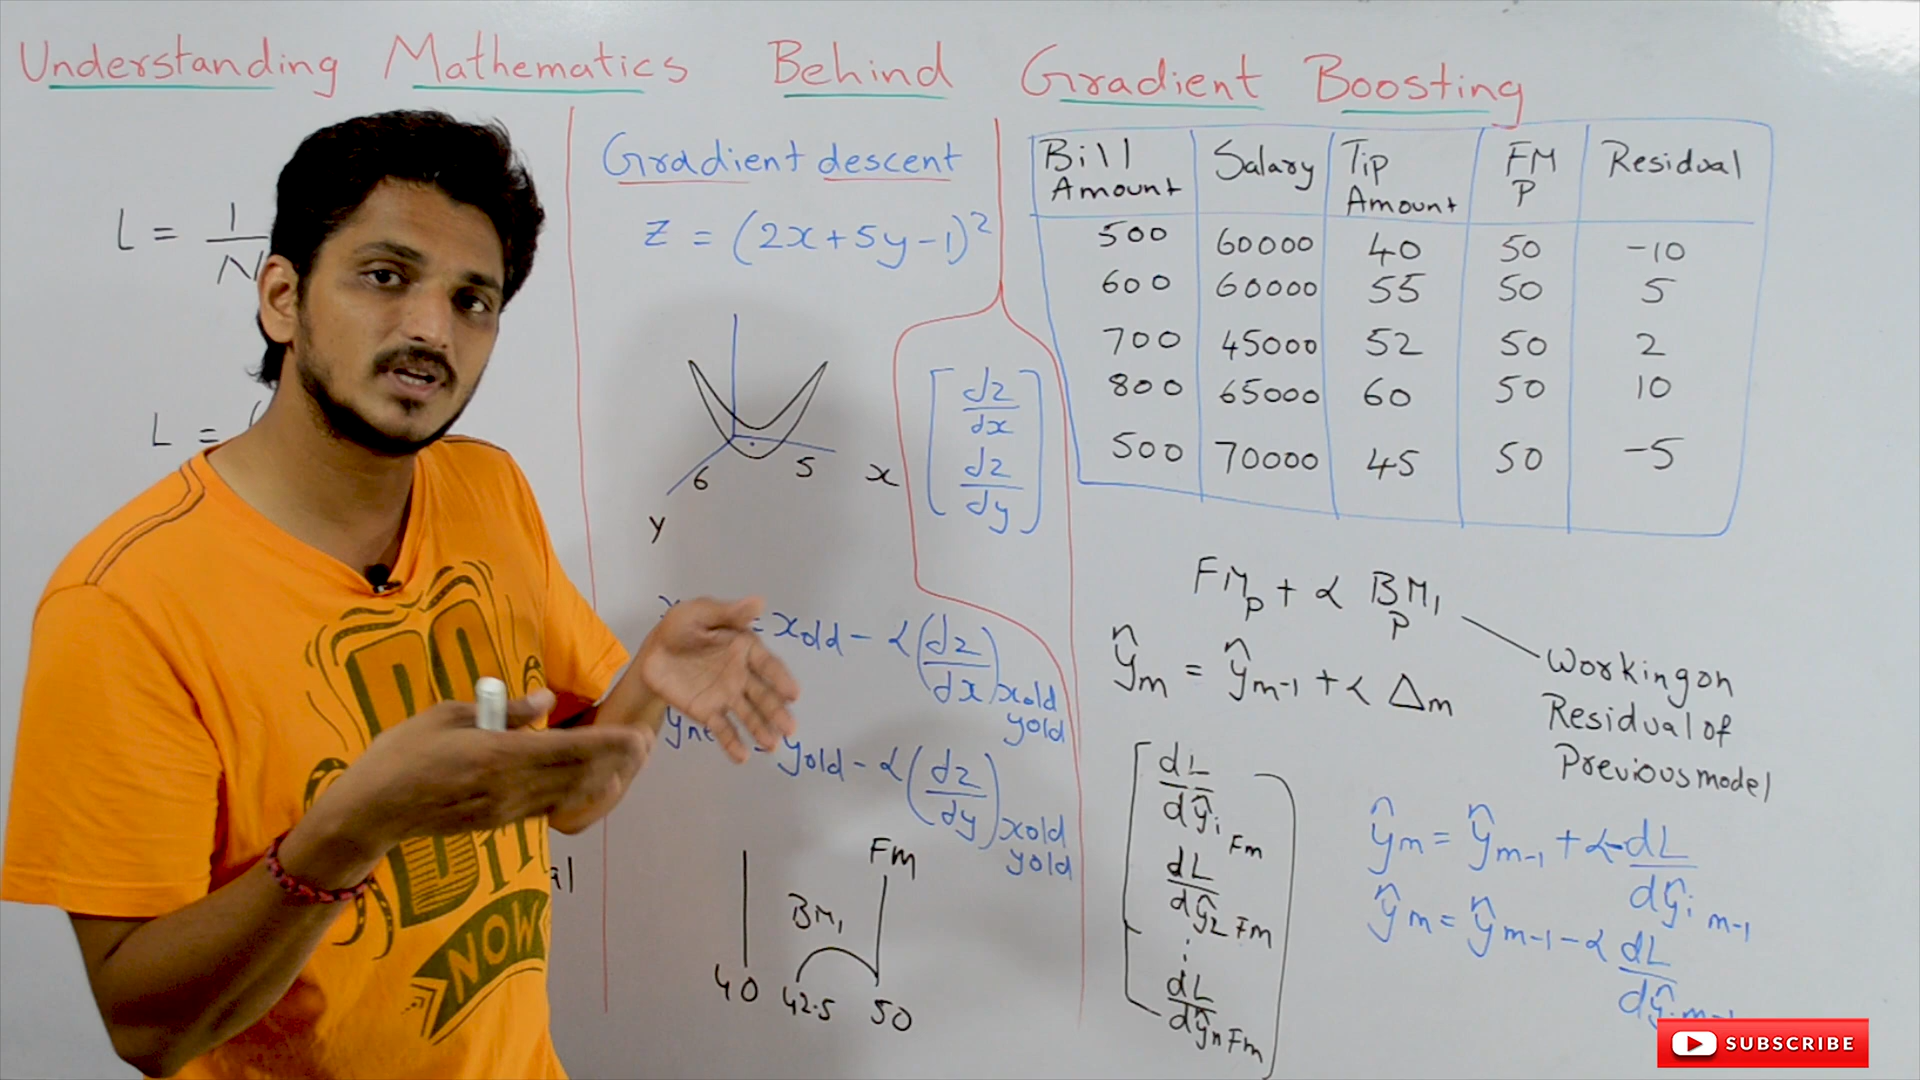 Understanding Mathematics Behind Gradient Boosting
L = 1/N
L =
Gradient descent
z = (2x+5y-1)²
6
5
x
y
[dz/dx
dz/dy]
= xold - α(dz/dx) xold yold
yne = yold - α(dz/dy) xold yold
Fm
BM1
40 42.5 50
Bill Amount Salary Tip Amount FM P Residual
500 60000 40 50 -10
600 60000 55 50 5
700 45000 52 50 2
800 65000 60 50 10
500 70000 45 50 -5
FMp + α BM1 P
ŷm = ŷm-1 + α Δm
Working on
Residual of
Previous model
[dL/dŷ1 Fm
dL/dŷ2 Fm
⋮
dL/dŷn Fm]
ŷm = ŷm-1 + α - dL/dŷi m-1
ŷm = ŷm-1 - α dL/dŷi m-1
al
DO
NOW
SUBSCRIBE